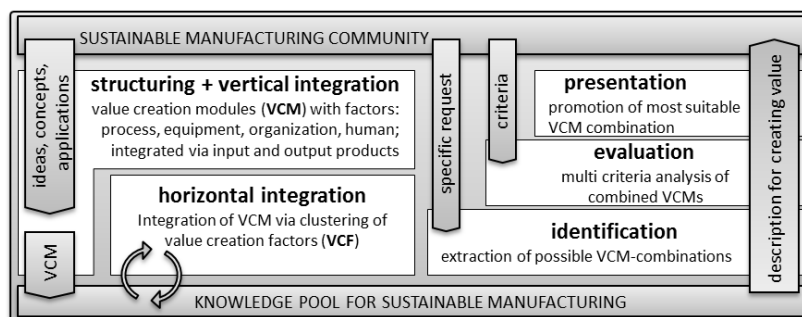 SUSTAINABLE MANUFACTURING COMMUNITY
ideas, concepts,
applications
structuring + vertical integration
value creation modules (VCM) with factors:
process, equipment, organization, human;
integrated via input and output products
horizontal integration
Integration of VCM via clustering of
value creation factors (VCF)
VCM
specific request
criteria
presentation
promotion of most suitable
VCM combination
evaluation
multi criteria analysis of
combined VCMs
identification
extraction of possible VCM-combinations
description for creating value
KNOWLEDGE POOL FOR SUSTAINABLE MANUFACTURING